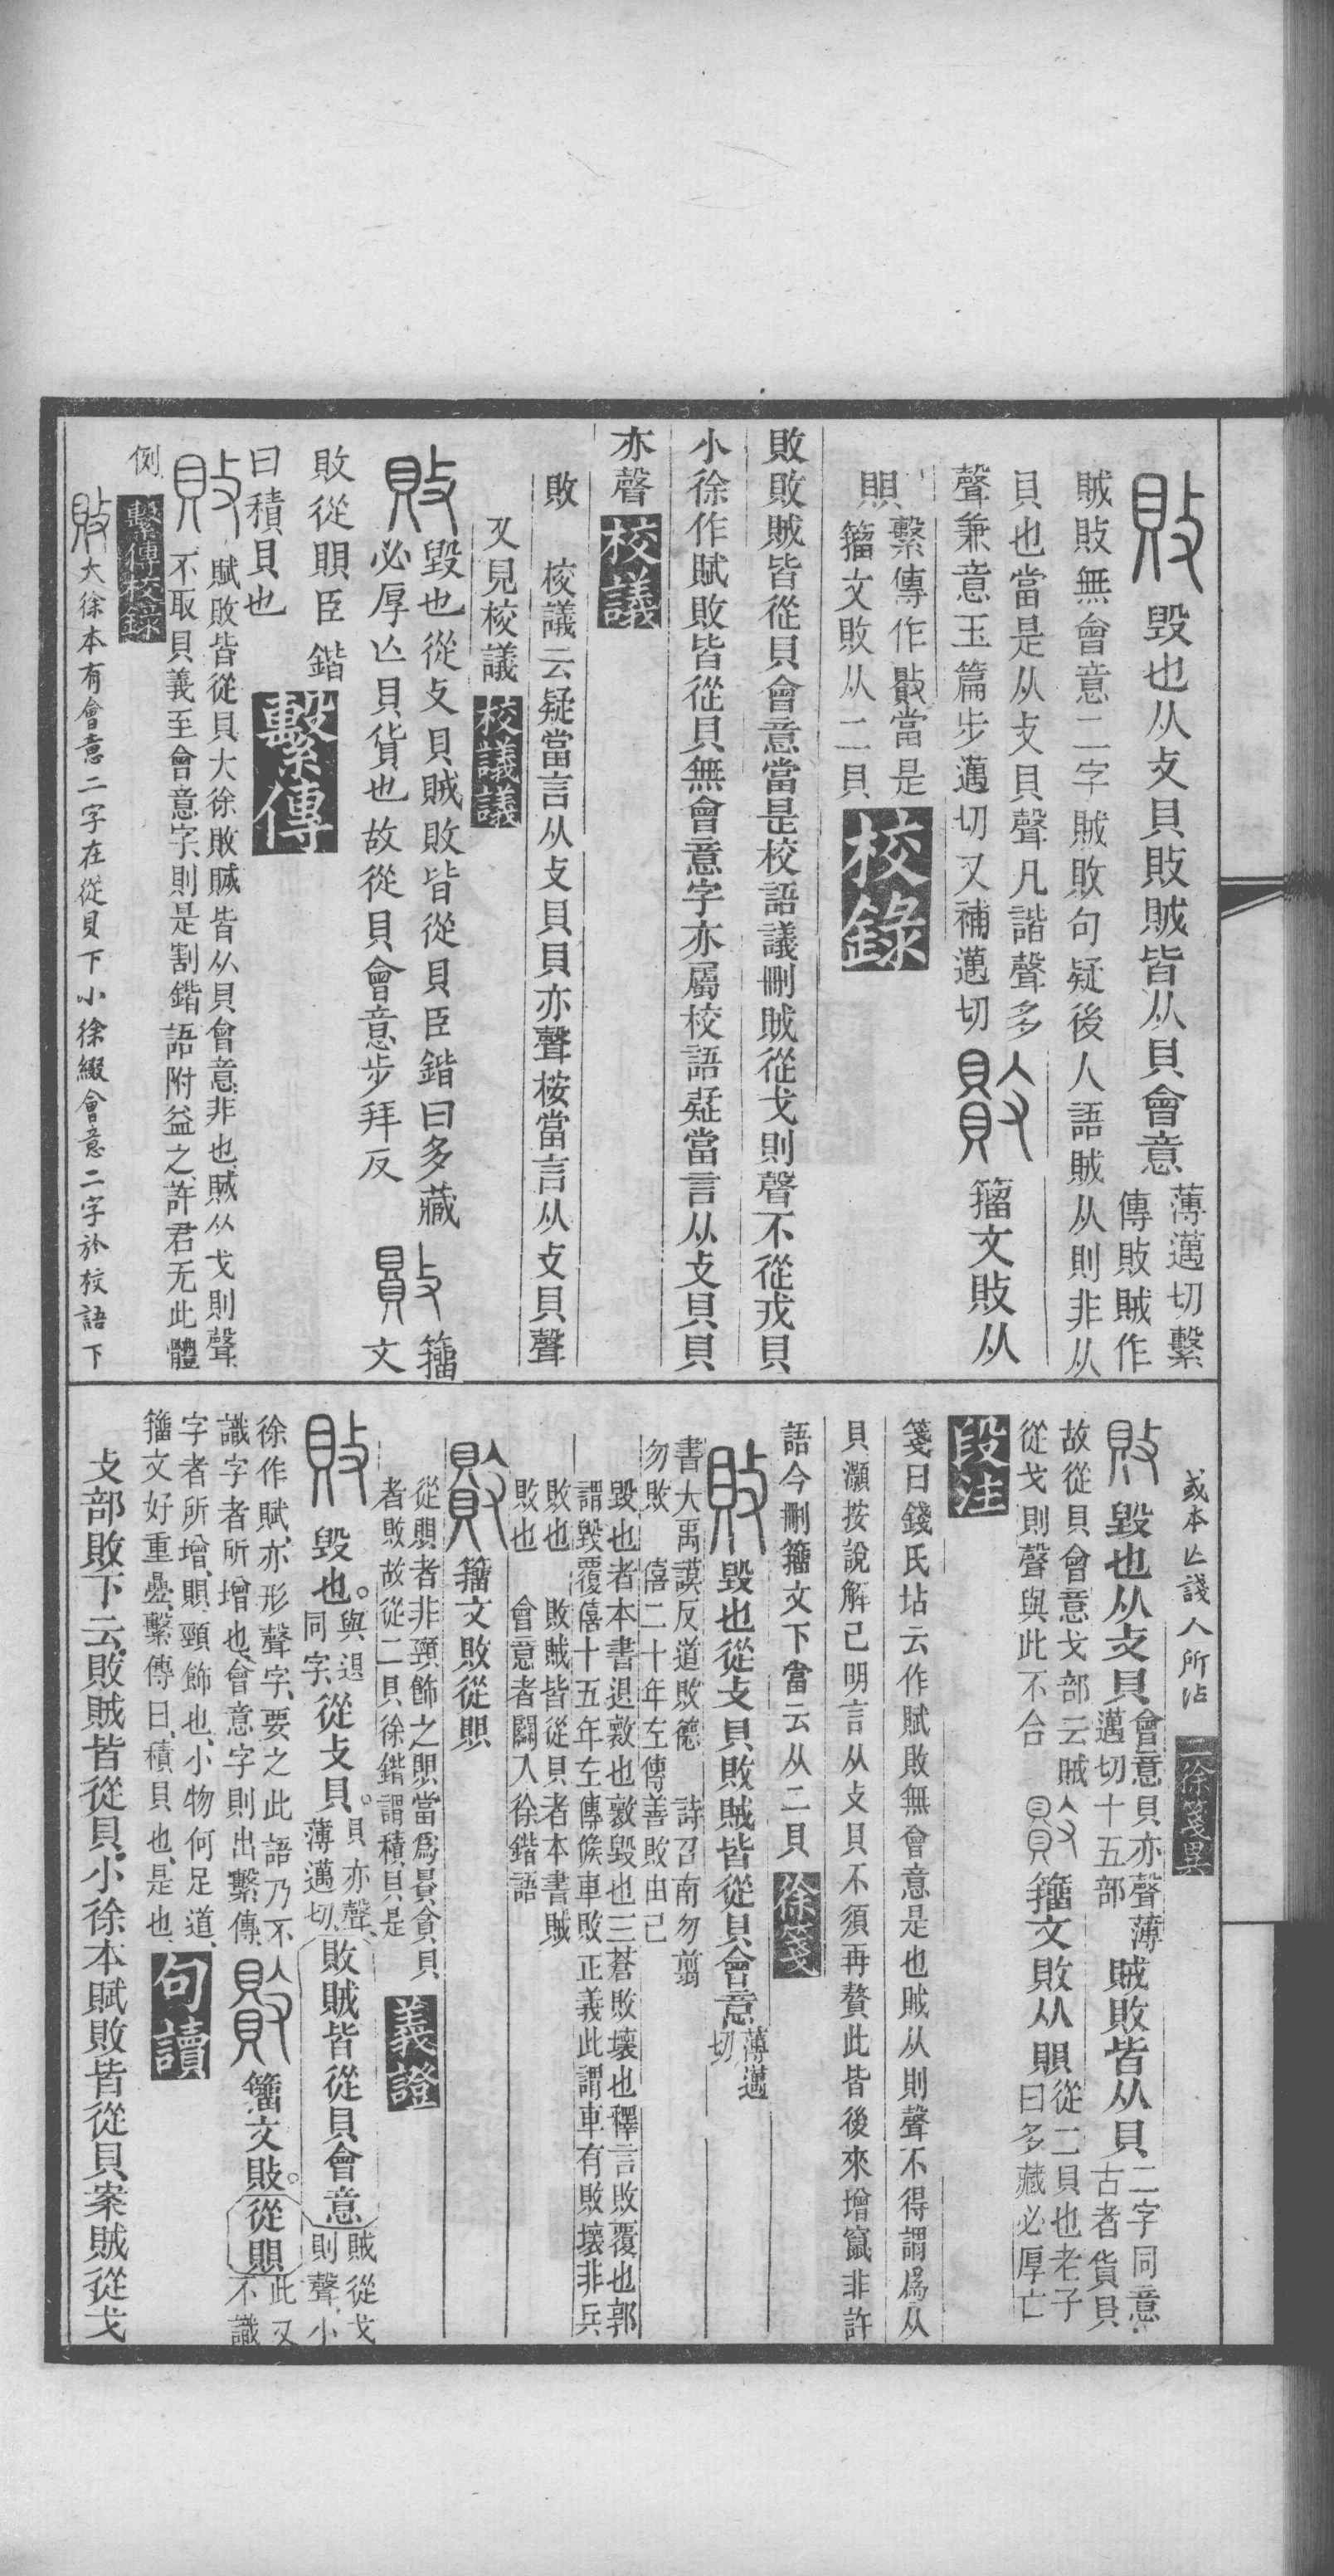 敗 毀也从攴貝敗賊皆从貝會意
薄邁切繫
傳敗賊作
賊敗無會意二字賊敗句疑後人語賊从則非从
貝也當是从攴貝聲凡諧聲多
聲兼意玉篇步邁切又補邁切
籀文敗从
賏
繫傳作贁當是
籀文敗从二貝
校錄
敗敗賊皆從貝會意當是校語議刪賊從戈則聲不從戎貝
小徐作賦敗皆從貝無會意字亦屬校語疑當言从攴貝貝
亦聲 校議
敗 校議云疑當言从攴貝貝亦聲按當言从攴貝聲
又見校議 校議議
敗 毀也從攴貝賊敗皆從貝臣鍇曰多藏
必厚亾貝貨也故從貝會意步拜反
籀
文
敗從賏臣鍇
曰積貝也 繫傳
敗 賦敗皆從貝大徐敗賊皆从貝會意非也賊从戈則聲
不取貝義至會意字則是割鍇語附益之許君无此體
例 繫傳校錄
敗 大徐本有會意二字在從貝下小徐綴會意二字於校語下
或本亾淺人所沾 二徐箋異
敗 毀也从攴貝
會意貝亦聲薄
邁切十五部
賊敗皆从貝
二字同意
古者貨貝
故從貝會意戈部云賊
從戈則聲與此不合
籀文敗从賏
從二貝也老子
曰多藏必厚亡
段注
箋曰錢氏坫云作賦敗無會意是也賊从則聲不得謂爲从
貝灝按說解已明言从攴貝不須再贅此皆後來增竄非許
語今刪籀文下當云从二貝 徐箋
敗 毀也從攴貝敗賊皆從貝會意
薄邁
切
書大禹謨反道敗德 詩召南勿翦
勿敗 僖二十年左傳善敗由己
毀也者本書退敦也敦毀也三蒼敗壞也釋言敗覆也郭
謂毀覆僖十五年左傳侯車敗正義此謂車有敗壞非兵
敗也 敗賊皆從貝者本書賊
敗也 會意者闕入徐鍇語
籀文敗從賏
從賏者非頸飾之賏當爲員貪貝
者敗故從二貝徐鍇謂積貝是 義證
敗 毀也。
與退
同字
從攴貝。
貝亦聲
薄邁切
敗賊皆從貝會意
賊從戈
則聲小
徐作賦亦形聲字要之此語乃不
識字者所增也會意字則出繫傳
籀文敗。從賏
此又
不識
字者所增賏頸飾也小物何足道
籀文好重疊繫傳曰積貝也是也 句讀
攴部敗下云敗賊皆從貝小徐本賦敗皆從貝案賊從戈